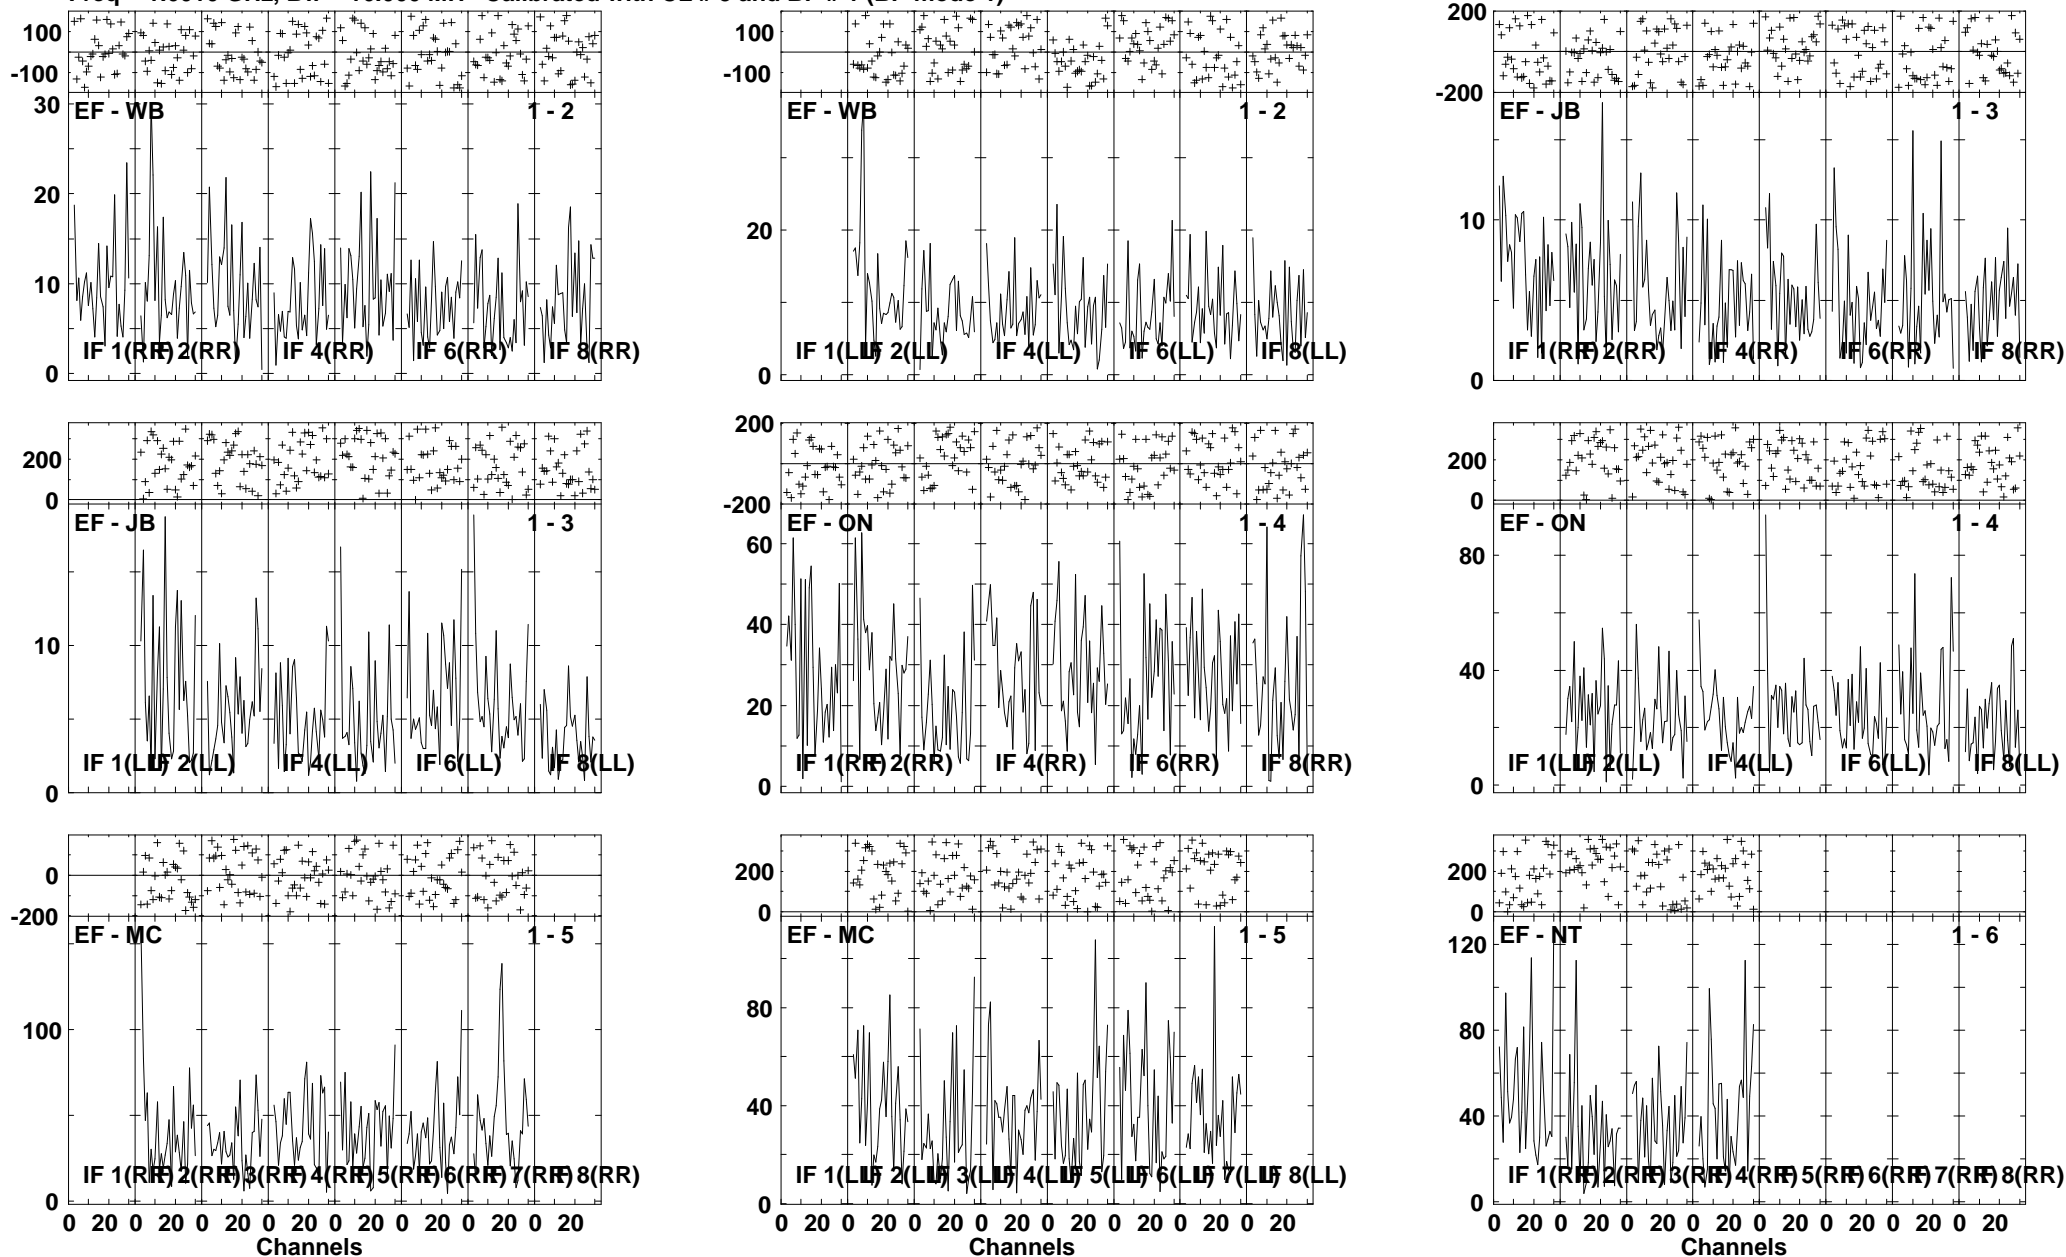 Calibrated with
100
-100
30
20
10
0
EF - WB
1 - 2
IF 1(RR)
IF 2(RR)
IF 4(RR)
IF 6(RR)
IF 8(RR)
100
-100
20
0
EF - WB
1 - 2
IF 1(LL)
IF 2(LL)
IF 4(LL)
IF 6(LL)
IF 8(LL)
200
0
-200
10
0
EF - JB
1 - 3
IF 1(RR)
IF 2(RR)
IF 4(RR)
IF 6(RR)
IF 8(RR)
200
0
10
0
EF - JB
1 - 3
IF 1(LL)
IF 2(LL)
IF 4(LL)
IF 6(LL)
IF 8(LL)
200
0
-200
60
40
20
0
EF - ON
1 - 4
IF 1(RR)
IF 2(RR)
IF 4(RR)
IF 6(RR)
IF 8(RR)
200
0
80
40
0
EF - ON
1 - 4
IF 1(LL)
IF 2(LL)
IF 4(LL)
IF 6(LL)
IF 8(LL)
0
-200
100
0
EF - MC
1 - 5
IF 1(RR)
IF 2(RR)
IF 3(RR)
IF 4(RR)
IF 5(RR)
IF 6(RR)
IF 7(RR)
IF 8(RR)
0 20 0 20 0 20 0 20 0 20 0 20 0 20 0 20
Channels
200
0
80
40
0
EF - MC
1 - 5
IF 1(LL)
IF 2(LL)
IF 3(LL)
IF 4(LL)
IF 5(LL)
IF 6(LL)
IF 7(LL)
IF 8(LL)
0 20 0 20 0 20 0 20 0 20 0 20 0 20 0 20
Channels
200
0
120
80
40
0
EF - NT
1 - 6
IF 1(RR)
IF 2(RR)
IF 3(RR)
IF 4(RR)
IF 5(RR)
IF 6(RR)
IF 7(RR)
IF 8(RR)
0 20 0 20 0 20 0 20 0 20 0 20 0 20 0 20
Channels